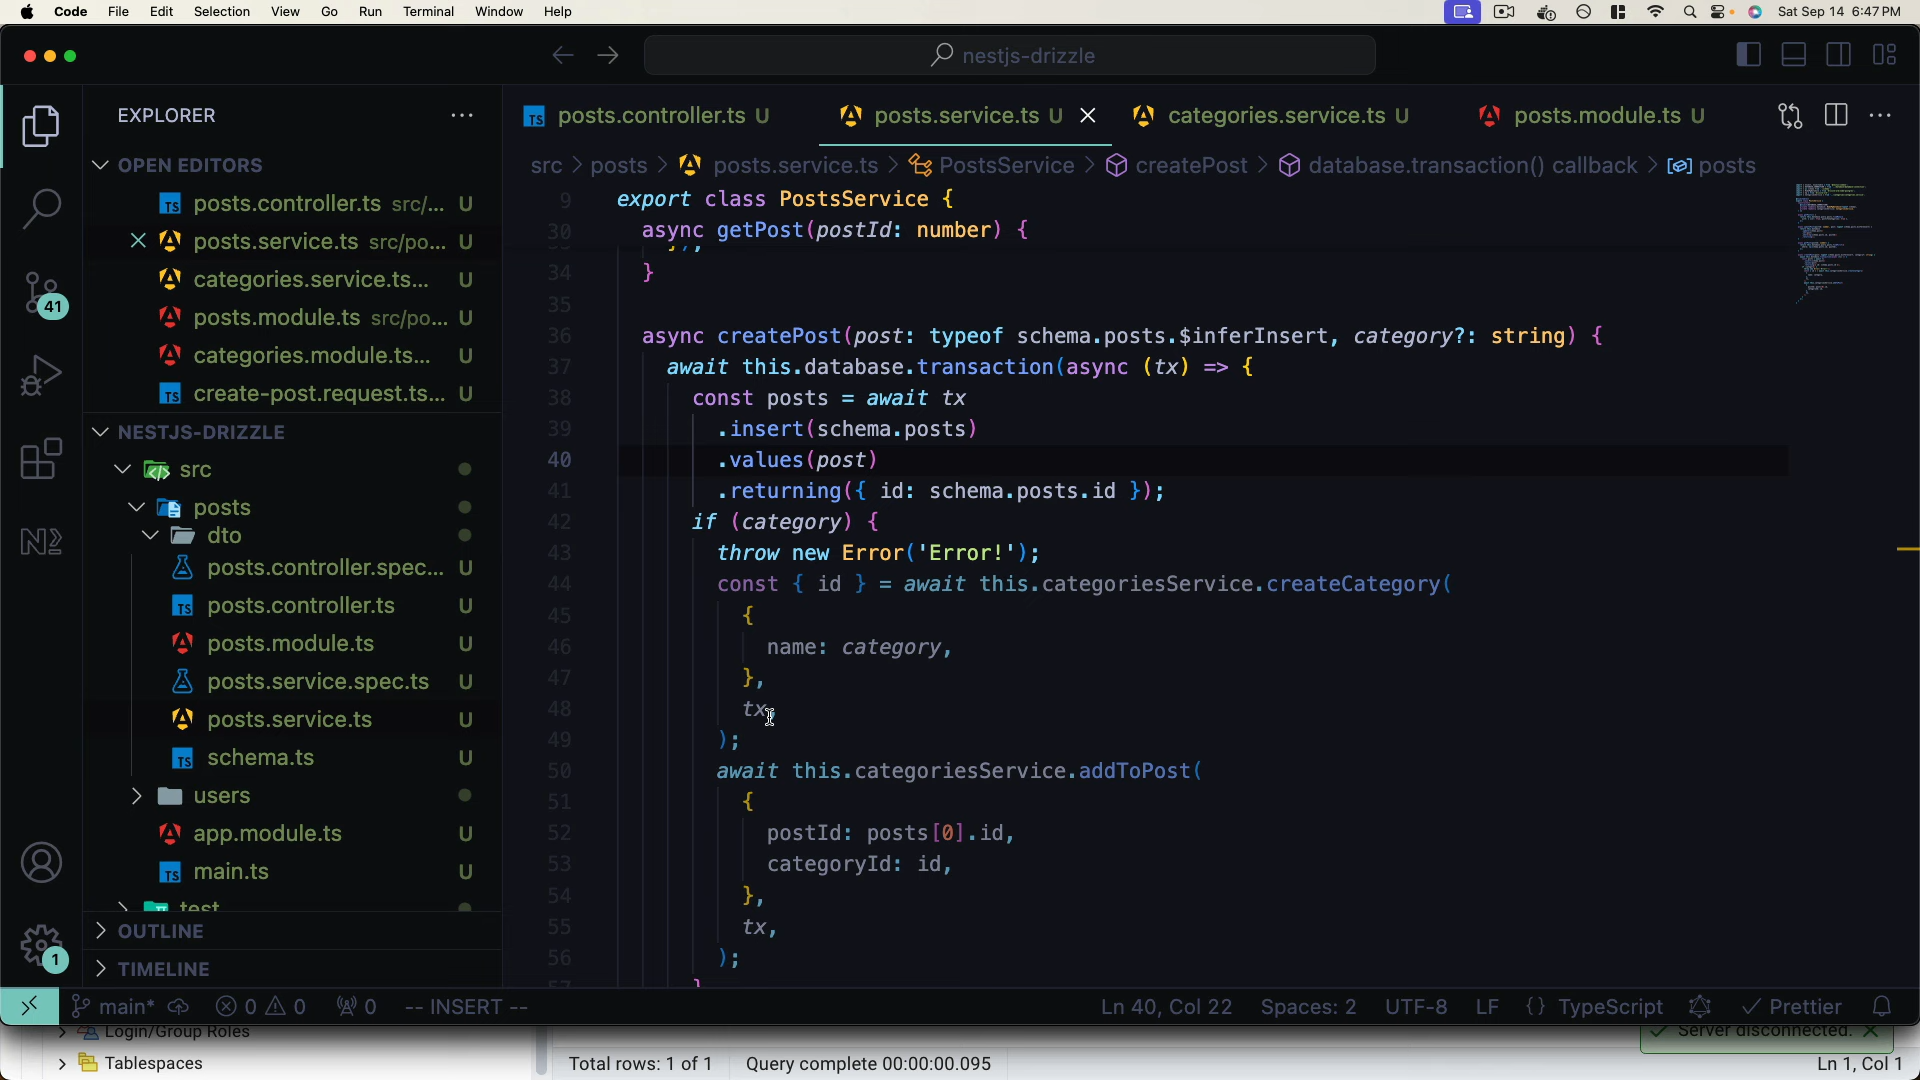 Code File Edit Selection View Go Run Terminal Window Help Sat Sep 14 6:47 PM
nestjs-drizzle
EXPLORER
OPEN EDITORS
posts.controller.ts src/... U
posts.service.ts src/po... U
categories.service.ts... U
posts.module.ts src/po... U
categories.module.ts... U
create-post.request.ts... U
NESTJS-DRIZZLE
src
posts
dto
posts.controller.spec... U
posts.controller.ts U
posts.module.ts U
posts.service.spec.ts U
posts.service.ts U
schema.ts U
users
app.module.ts U
main.ts U
test
OUTLINE
TIMELINE
41
1
posts.controller.ts U posts.service.ts U categories.service.ts U posts.module.ts U
src > posts > posts.service.ts > PostsService > createPost > database.transaction() callback > posts
9 export class PostsService {
30 async getPost(postId: number) {
34 }
35
36 async createPost(post: typeof schema.posts.$inferInsert, category?: string) {
37 await this.database.transaction(async (tx) => {
38 const posts = await tx
39 .insert(schema.posts)
40 .values(post)
41 .returning({ id: schema.posts.id });
42 if (category) {
43 throw new Error('Error!');
44 const { id } = await this.categoriesService.createCategory(
45 {
46 name: category,
47 },
48 tx,
49 );
50 await this.categoriesService.addToPost(
51 {
52 postId: posts[0].id,
53 categoryId: id,
54 },
55 tx,
56 );
57 }
main* 0 0 0 -- INSERT -- Ln 40, Col 22 Spaces: 2 UTF-8 LF {} TypeScript Prettier
Login/Group Roles
Server disconnected.
Tablespaces
Total rows: 1 of 1 Query complete 00:00:00.095 Ln 1, Col 1